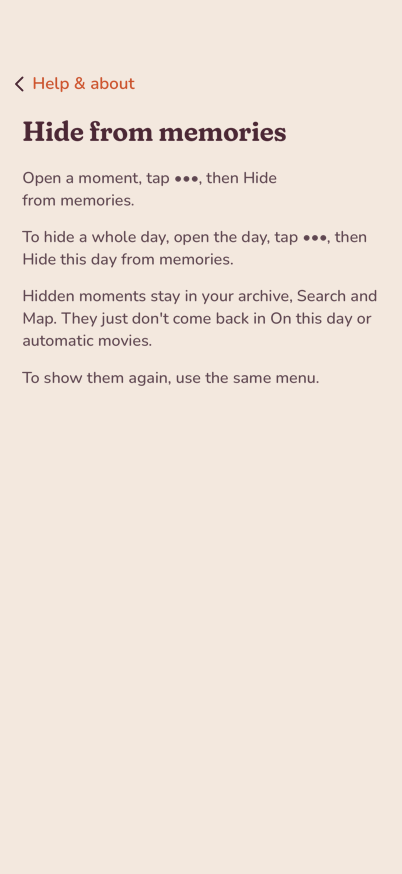 Help & about
Hide from memories
Open a moment, tap •••, then Hide
from memories.
To hide a whole day, open the day, tap •••, then
Hide this day from memories.
Hidden moments stay in your archive, Search and
Map. They just don't come back in On this day or
automatic movies.
To show them again, use the same menu.